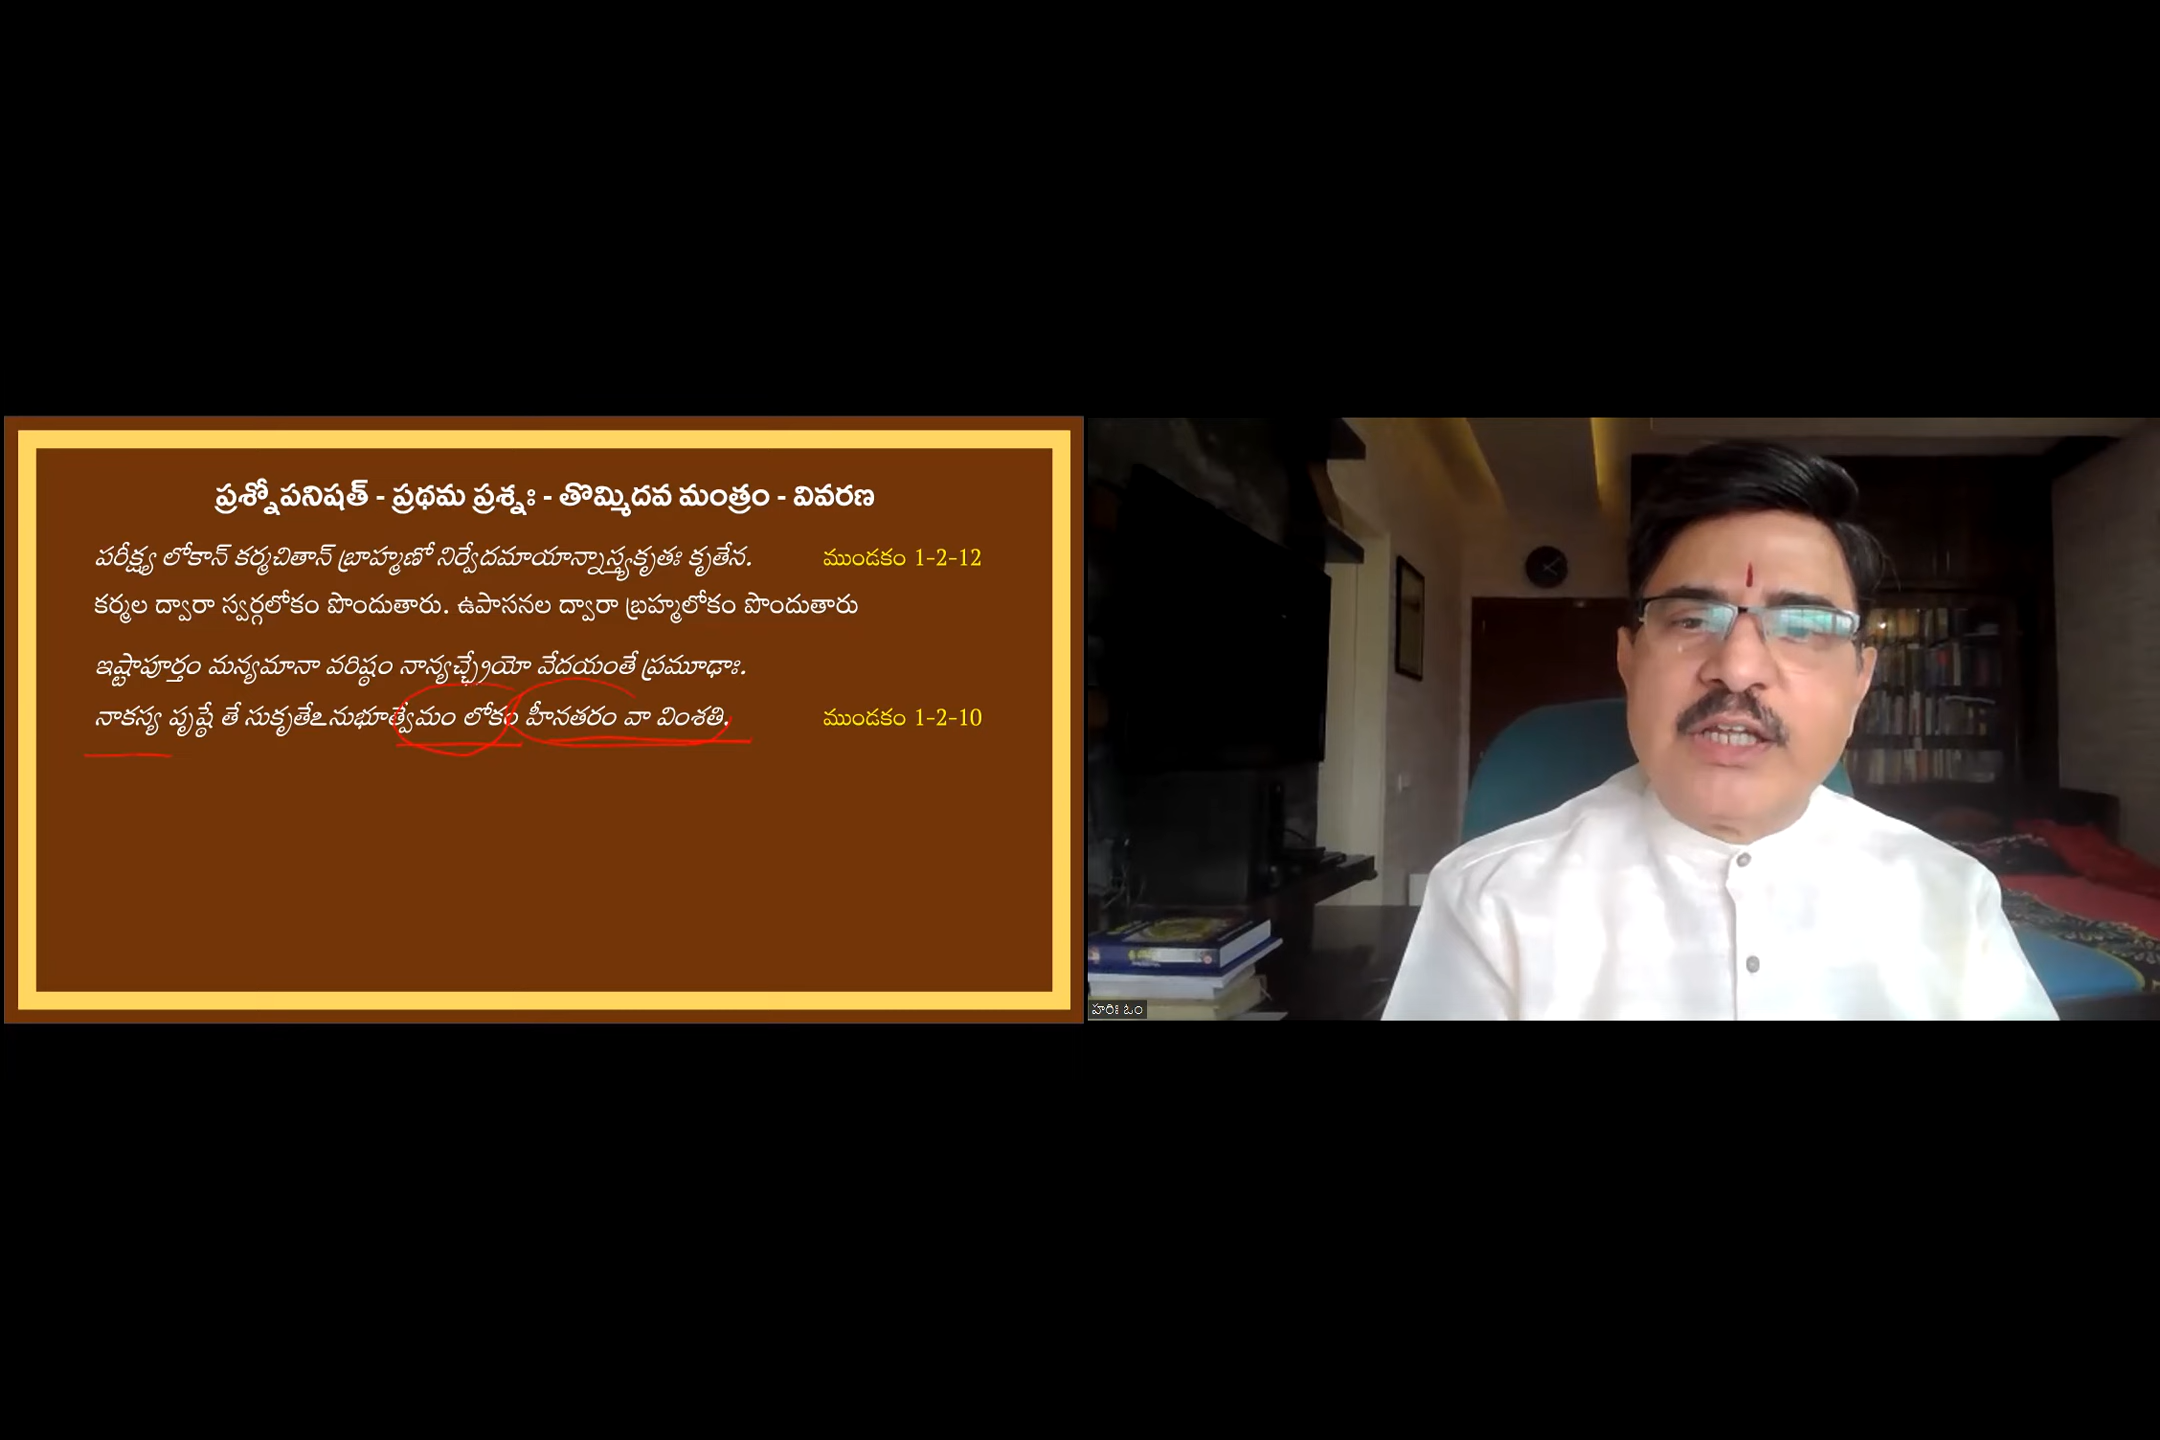 ప్రశ్నోపనిషత్ - ప్రథమ ప్రశ్నః - తొమ్మిదవ మంత్రం - వివరణ
పరీక్ష్య లోకాన్ కర్మచితాన్ బ్రాహ్మణో నిర్వేదమాయాన్నాస్త్యకృతః కృతేన. ముండకం 1-2-12
కర్మల ద్వారా స్వర్గలోకం పొందుతారు. ఉపాసనల ద్వారా బ్రహ్మలోకం పొందుతారు
ఇష్టాపూర్తం మన్యమానా వరిష్ఠం నాన్యచ్ఛ్రేయో వేదయంతే ప్రమూఢాః.
నాకస్య పృష్ఠే తే సుకృతేఽనుభూత్వేమం లోకం హీనతరం వా వింశతి. ముండకం 1-2-10
హరిః ఓం